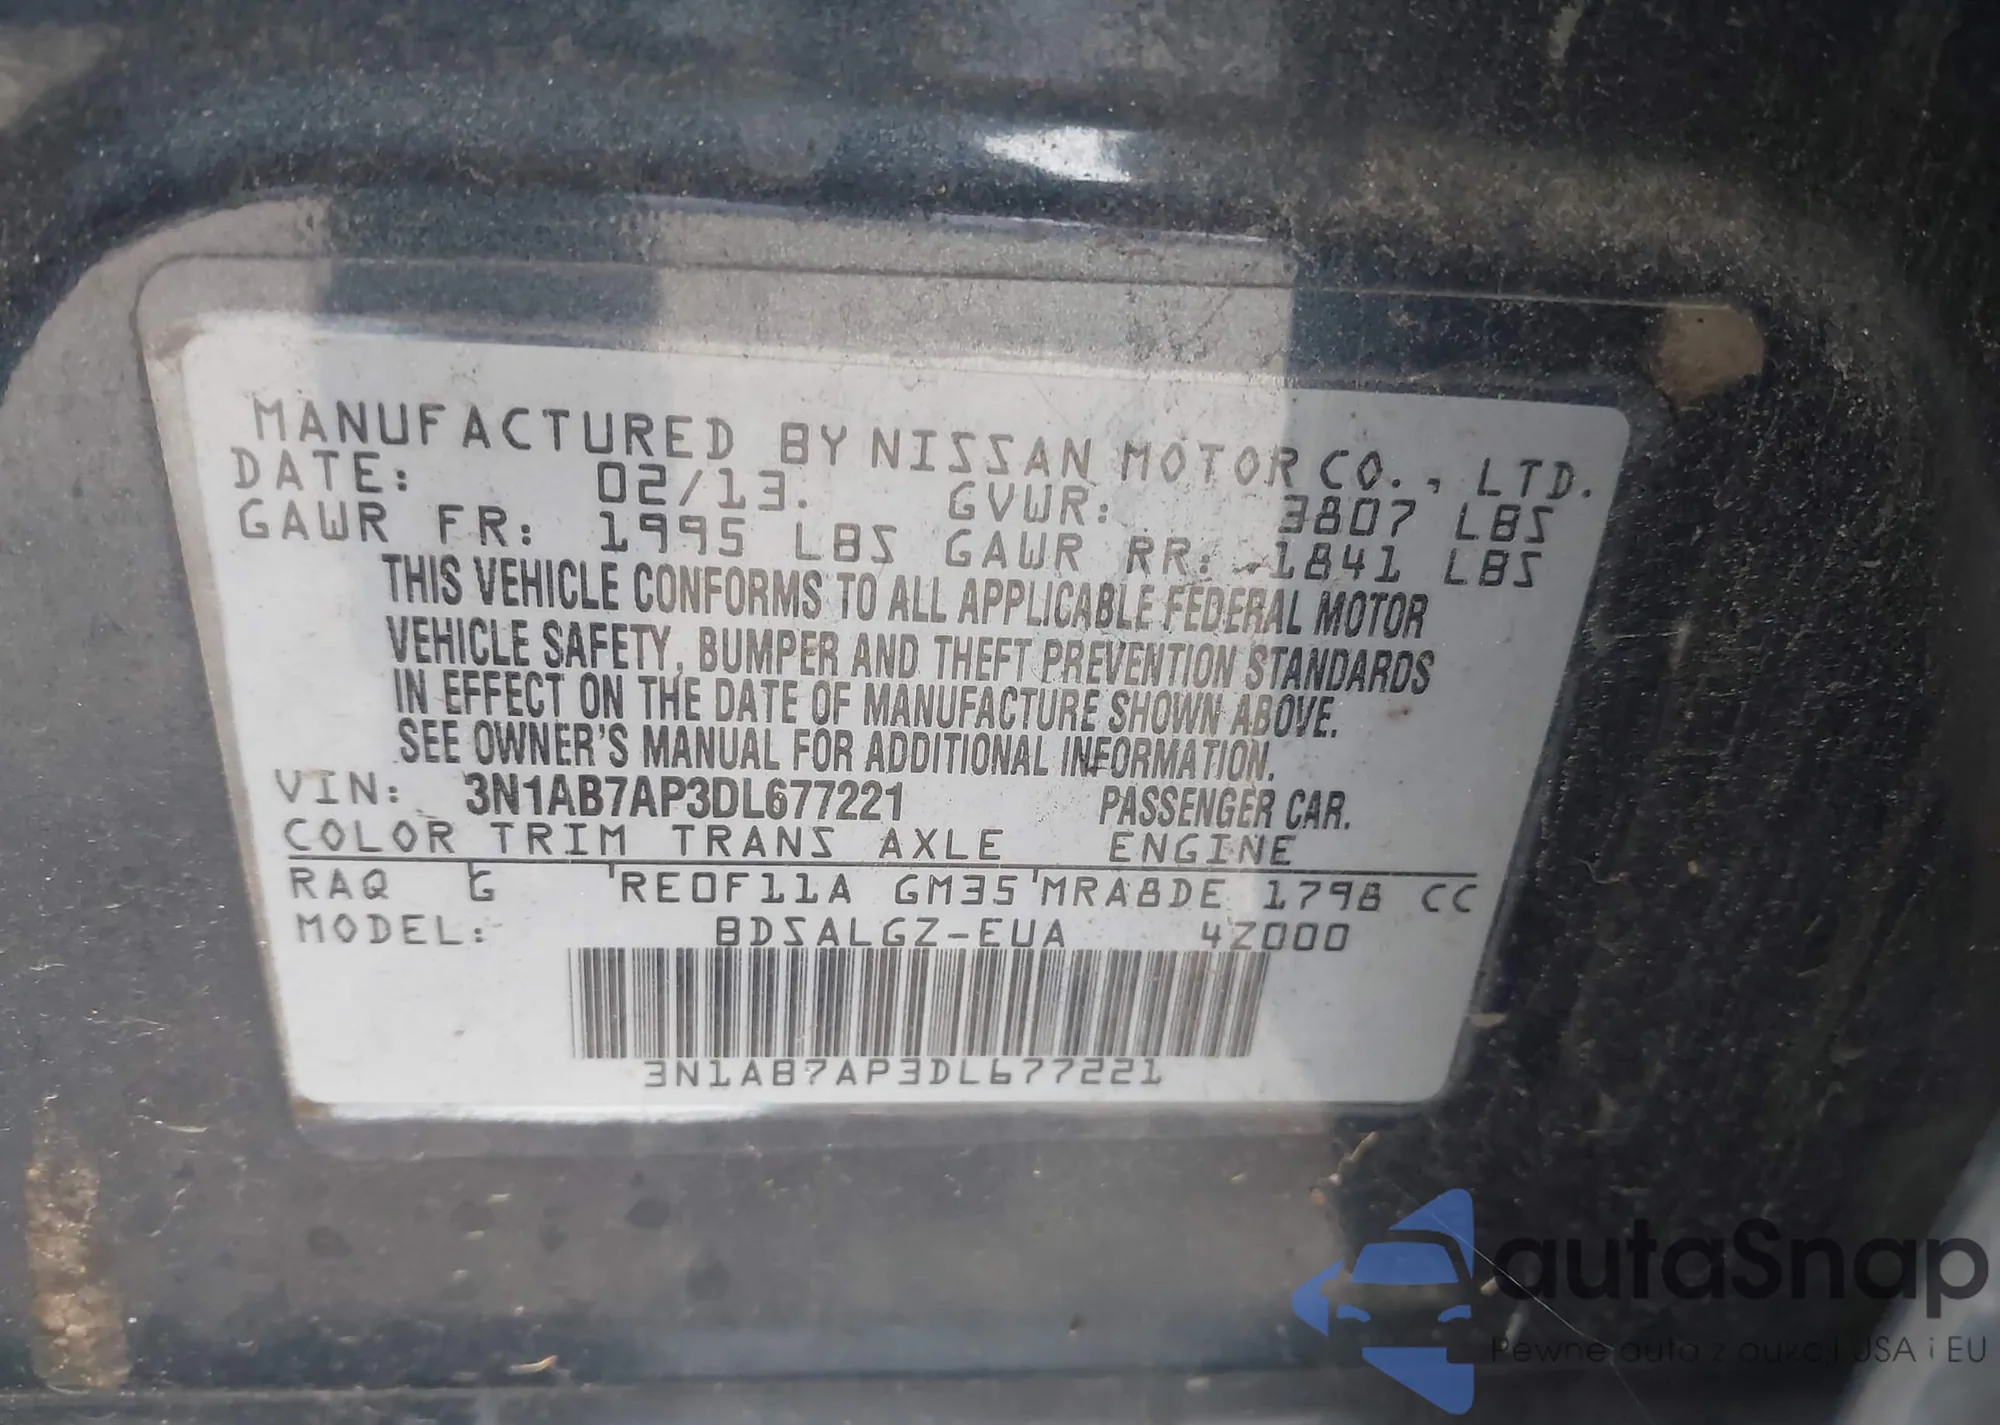 MANUFACTURED BY NISSAN MOTOR CO., LTD.
DATE: 02/13. GVWR: 3807 LBS
GAWR FR: 1995 LBS GAWR RR: 1841 LBS
THIS VEHICLE CONFORMS TO ALL APPLICABLE FEDERAL MOTOR
VEHICLE SAFETY, BUMPER AND THEFT PREVENTION STANDARDS
IN EFFECT ON THE DATE OF MANUFACTURE SHOWN ABOVE.
SEE OWNER'S MANUAL FOR ADDITIONAL INFORMATION.
VIN: 3N1AB7AP3DL677221 PASSENGER CAR.
COLOR TRIM TRANS AXLE ENGINE
RAQ G RE0F11A GM35 MRA8DE 1798 CC
MODEL: BDSALGZ-EUA 4Z000
3N1AB7AP3DL677221
autaSnap
Pewne auta z aukcji USA i EU